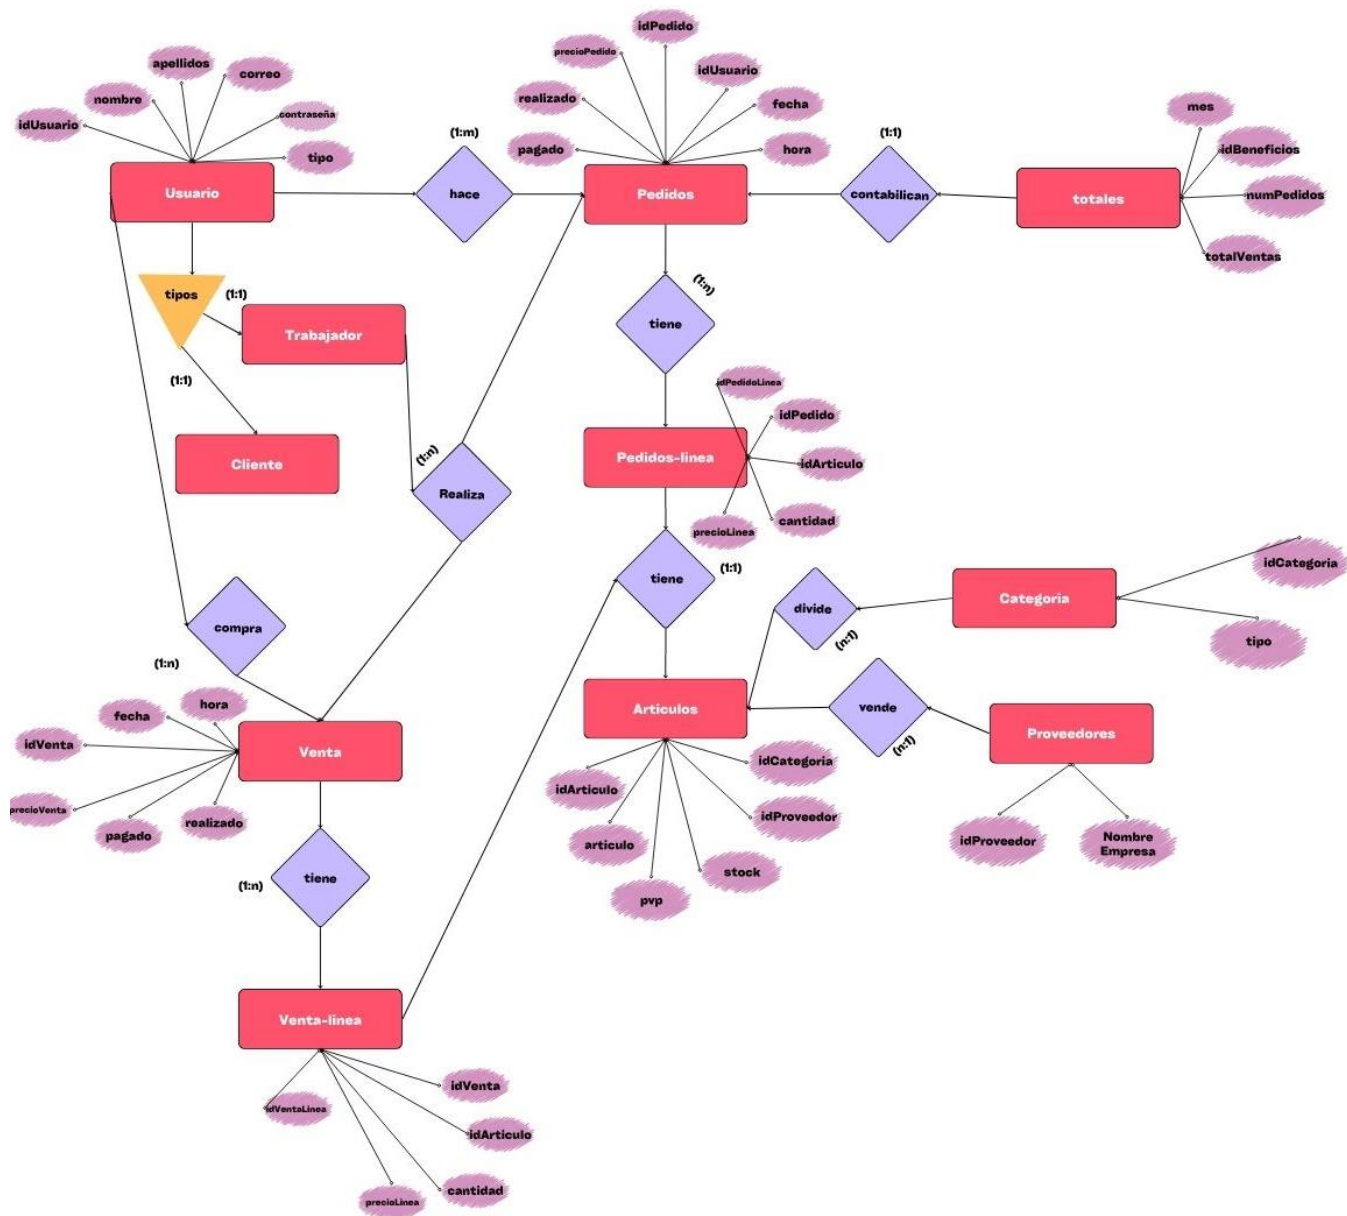 idPedido
precioPedido
apellidos
correo
idUsuario
nombre
realizado
fecha
mes
idUsuario
contraseña
(1:m)
(1:1)
idBeneficios
tipo
pagado
hora
Usuario
hace
Pedidos
contabilican
totales
numPedidos
totalVentas
tipos
(1:1)
(1:n)
tiene
Trabajador
(1:1)
idPedidoLinea
idPedido
Cliente
(1:n)
Pedidos-linea
idArticulo
Realiza
precioLinea
cantidad
idCategoria
tiene
(1:1)
divide
Categoria
compra
(n:1)
tipo
(1:n)
hora
fecha
Articulos
vende
Proveedores
idVenta
Venta
(n:1)
idCategoria
idArticulo
precioVenta
realizado
idProveedor
pagado
articulo
idProveedor
Nombre
Empresa
(1:n)
tiene
stock
pvp
Venta-linea
idVenta
idVentaLinea
idArticulo
cantidad
precioLinea